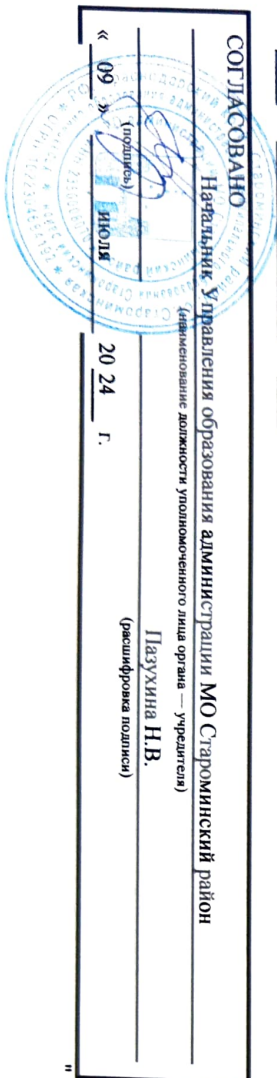 СОГЛАСОВАНО
Начальник Управления образования администрации МО Староминский район
(наименование должности уполномоченного лица органа — учредителя)
Пазухина Н.В.
(подпись) (расшифровка подписи)
« 09 » июля 20 24 г.
"